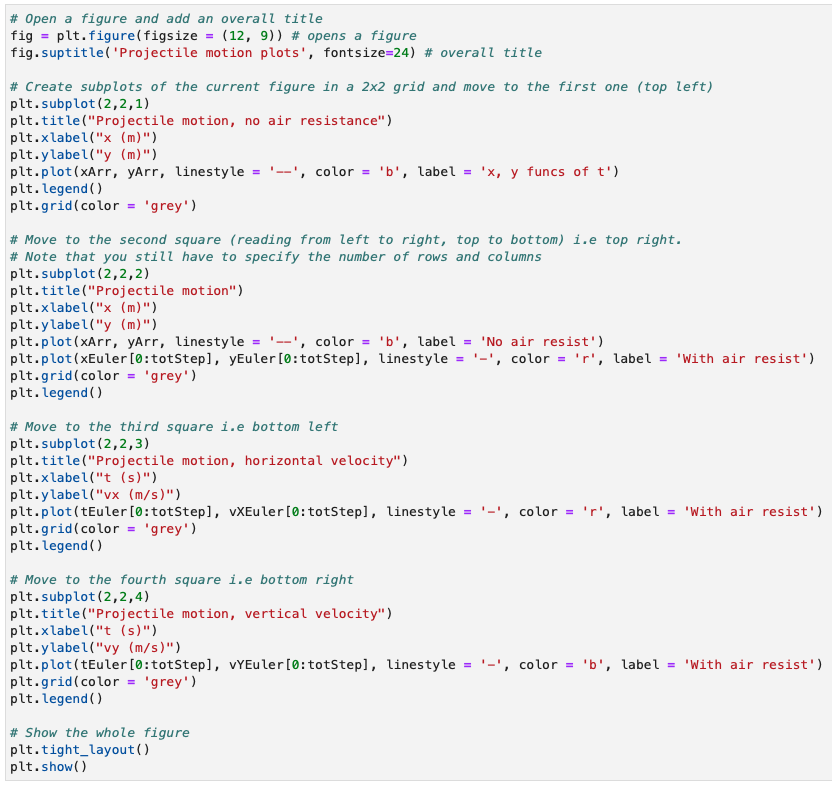 # Open a figure and add an overall title
fig = plt.figure(figsize = (12, 9)) # opens a figure
fig.suptitle('Projectile motion plots', fontsize=24) # overall title
# Create subplots of the current figure in a 2x2 grid and move to the first one (top left)
plt.subplot(2,2,1)
plt.title("Projectile motion, no air resistance")
plt.xlabel("x (m)")
plt.ylabel("y (m)")
plt.plot(xArr, yArr, linestyle = '--', color = 'b', label = 'x, y funcs of t')
plt.legend()
plt.grid(color = 'grey')
# Move to the second square (reading from left to right, top to bottom) i.e top right.
# Note that you still have to specify the number of rows and columns
plt.subplot(2,2,2)
plt.title("Projectile motion")
plt.xlabel("x (m)")
plt.ylabel("y (m)")
plt.plot(xArr, yArr, linestyle = '--', color = 'b', label = 'No air resist')
plt.plot(xEuler[0:totStep], yEuler[0:totStep], linestyle = '-', color = 'r', label = 'With air resist')
plt.grid(color = 'grey')
plt.legend()
# Move to the third square i.e bottom left
plt.subplot(2,2,3)
plt.title("Projectile motion, horizontal velocity")
plt.xlabel("t (s)")
plt.ylabel("vx (m/s)")
plt.plot(tEuler[0:totStep], vXEuler[0:totStep], linestyle = '-', color = 'r', label = 'With air resist')
plt.grid(color = 'grey')
plt.legend()
# Move to the fourth square i.e bottom right
plt.subplot(2,2,4)
plt.title("Projectile motion, vertical velocity")
plt.xlabel("t (s)")
plt.ylabel("vy (m/s)")
plt.plot(tEuler[0:totStep], vYEuler[0:totStep], linestyle = '-', color = 'b', label = 'With air resist')
plt.grid(color = 'grey')
plt.legend()
# Show the whole figure
plt.tight_layout()
plt.show()